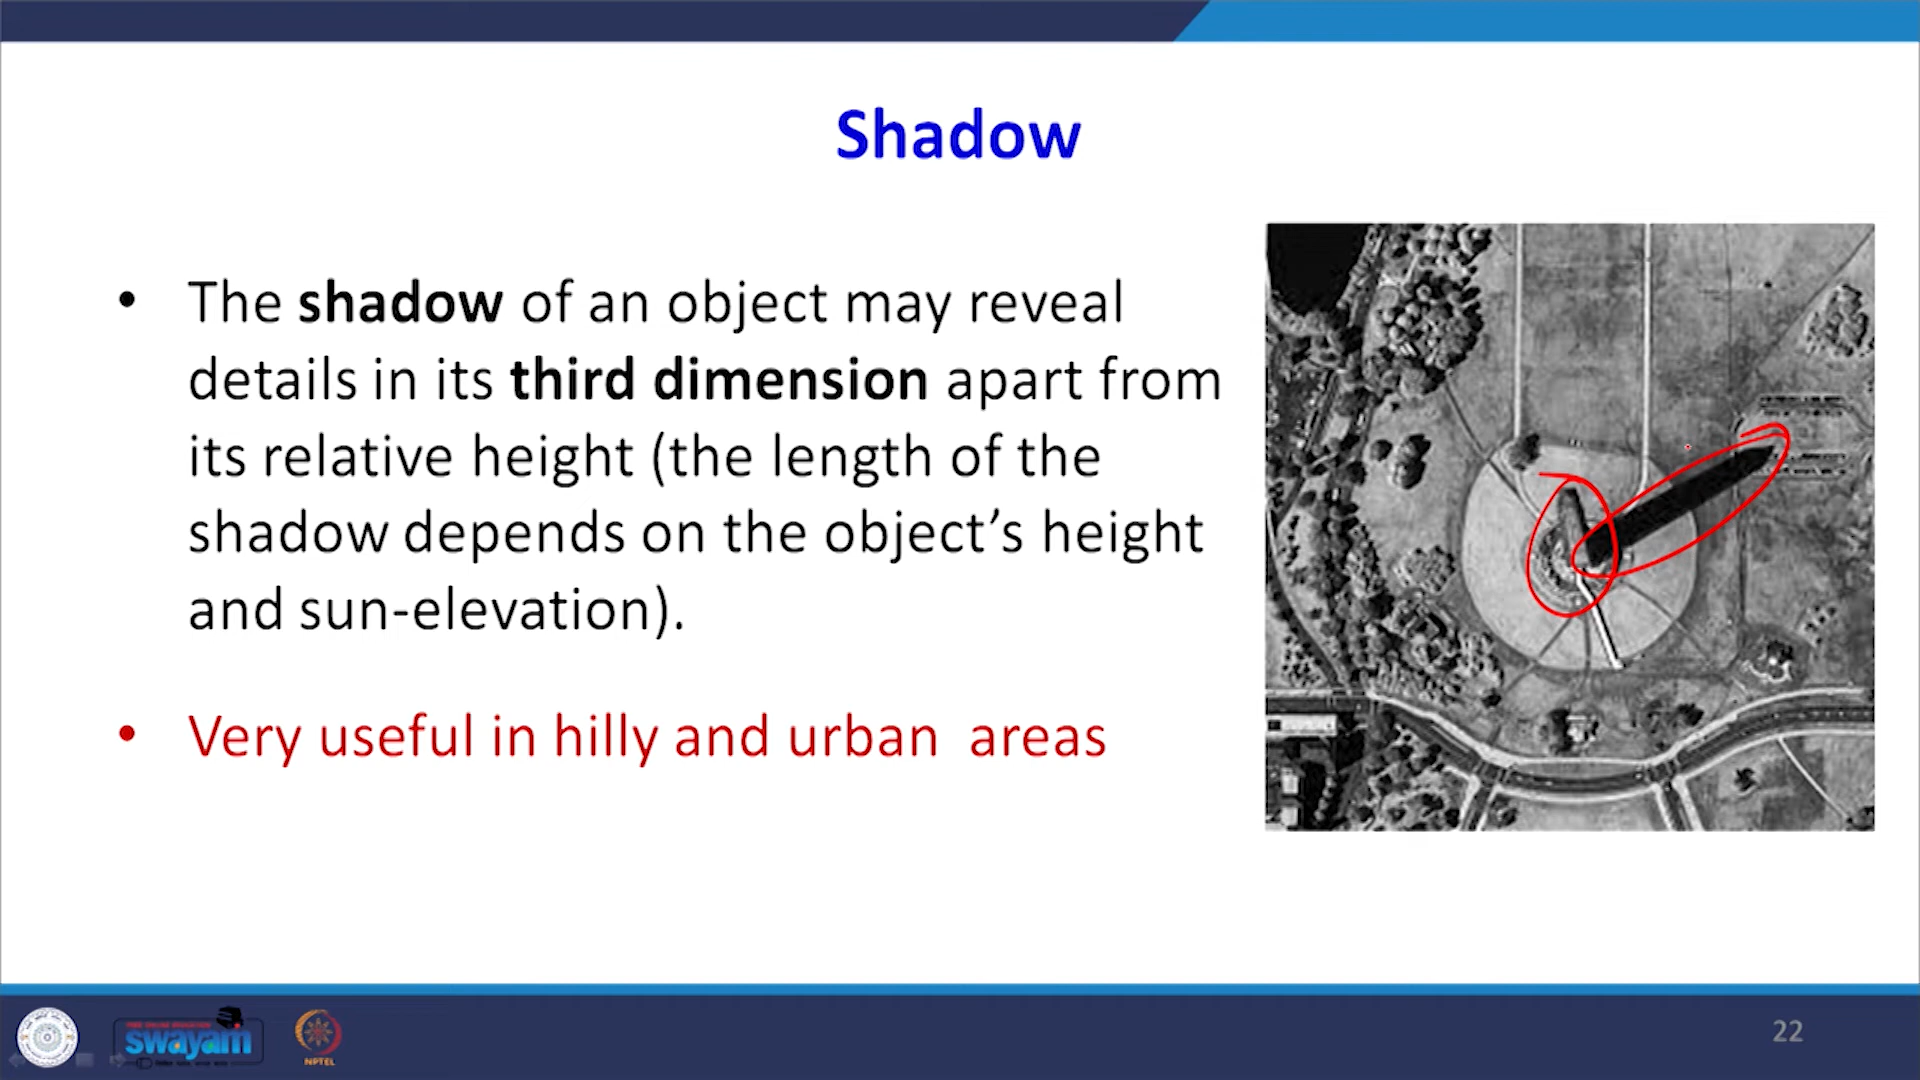 Shadow
• The shadow of an object may reveal
details in its third dimension apart from
its relative height (the length of the
shadow depends on the object’s height
and sun-elevation).
• Very useful in hilly and urban areas
swayam
NPTEL
22